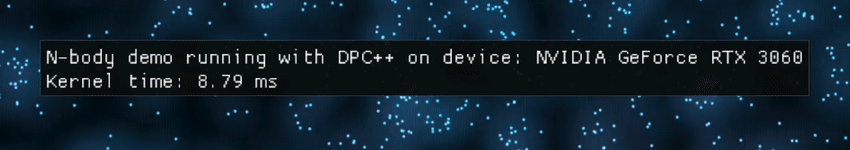 N-body demo running with DPC++ on device: NVIDIA GeForce RTX 3060
Kernel time: 8.79 ms